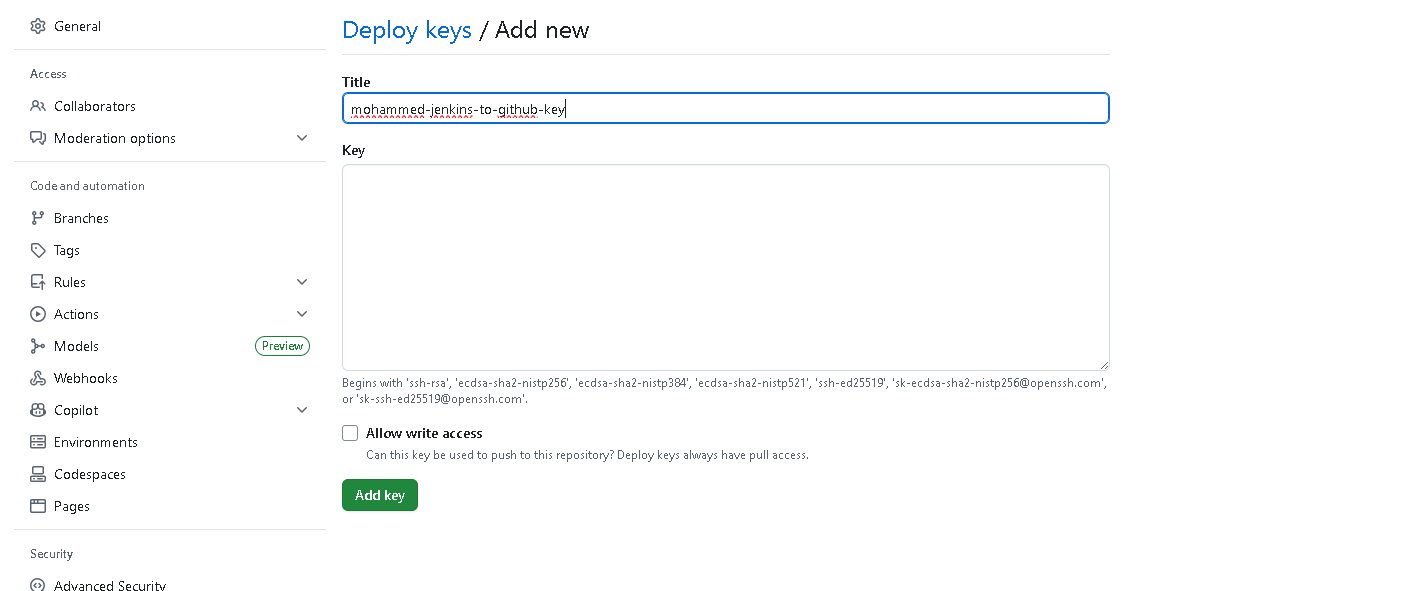 General
Access
Collaborators
Moderation options
Code and automation
Branches
Tags
Rules
Actions
Models Preview
Webhooks
Copilot
Environments
Codespaces
Pages
Security
Advanced Security
Deploy keys / Add new
Title
mohammed-jenkins-to-github-key
Key
Begins with 'ssh-rsa', 'ecdsa-sha2-nistp256', 'ecdsa-sha2-nistp384', 'ecdsa-sha2-nistp521', 'ssh-ed25519', 'sk-ecdsa-sha2-nistp256@openssh.com',
or 'sk-ssh-ed25519@openssh.com'.
Allow write access
Can this key be used to push to this repository? Deploy keys always have pull access.
Add key